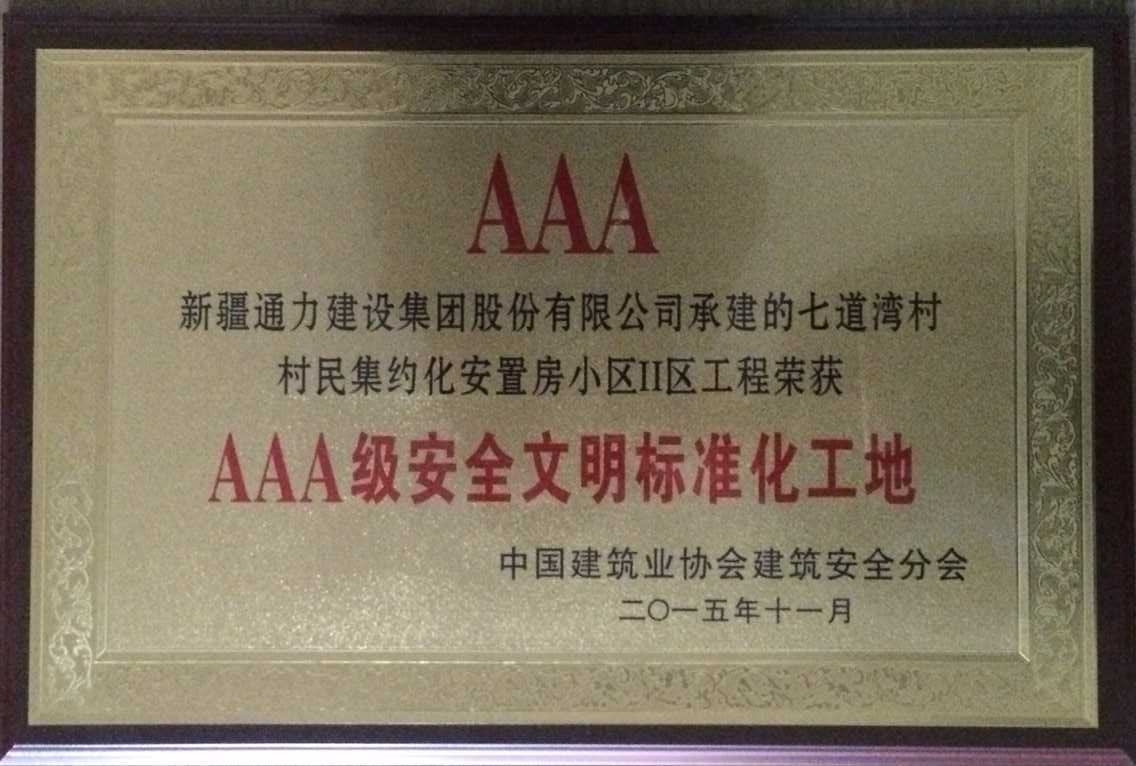 AAA
新疆通力建设集团股份有限公司承建的七道湾村
村民集约化安置房小区II区工程荣获
AAA级安全文明标准化工地
中国建筑业协会建筑安全分会
二〇一五年十一月